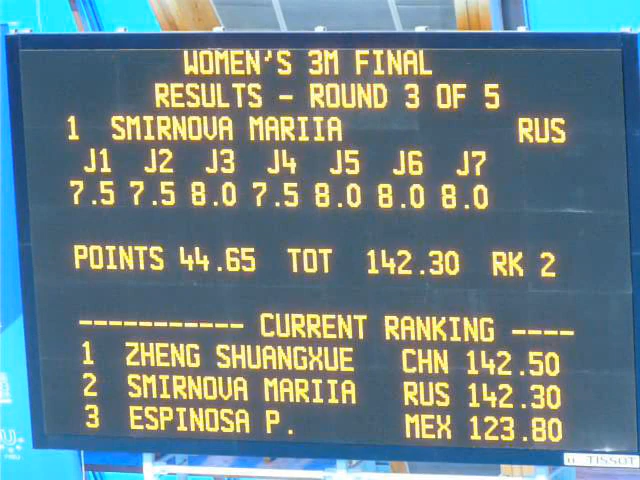 WOMEN'S 3M FINAL
RESULTS - ROUND 3 OF 5
1 SMIRNOVA MARIIA RUS
J1 J2 J3 J4 J5 J6 J7
7.5 7.5 8.0 7.5 8.0 8.0 8.0
POINTS 44.65 TOT 142.30 RK 2
----------- CURRENT RANKING ----
1 ZHENG SHUANGXUE CHN 142.50
2 SMIRNOVA MARIIA RUS 142.30
3 ESPINOSA P. MEX 123.80
TISSOT